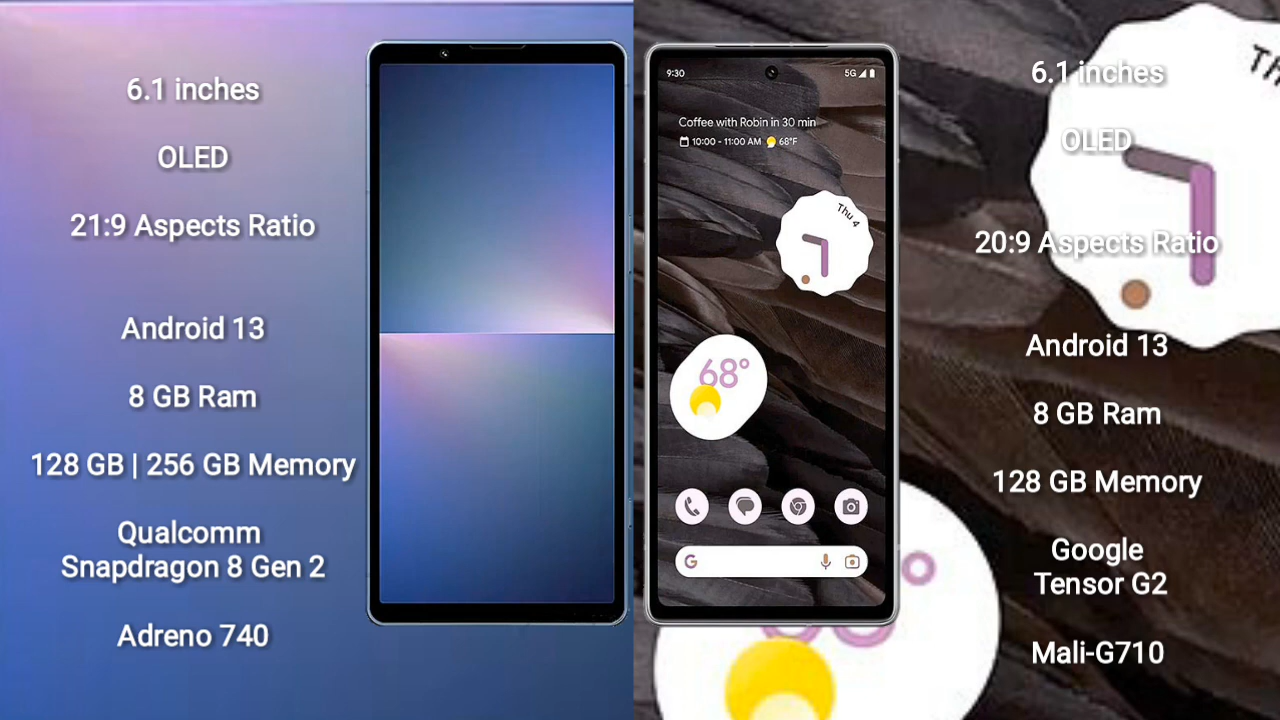 6.1 inches
OLED
21:9 Aspects Ratio
Android 13
8 GB Ram
128 GB | 256 GB Memory
Qualcomm
Snapdragon 8 Gen 2
Adreno 740
9:30
5G
Coffee with Robin in 30 min
10:00 - 11:00 AM 68°F
Thu 4
68°
G
6.1 inches
OLED
20:9 Aspects Ratio
Android 13
8 GB Ram
128 GB Memory
Google
Tensor G2
Mali-G710